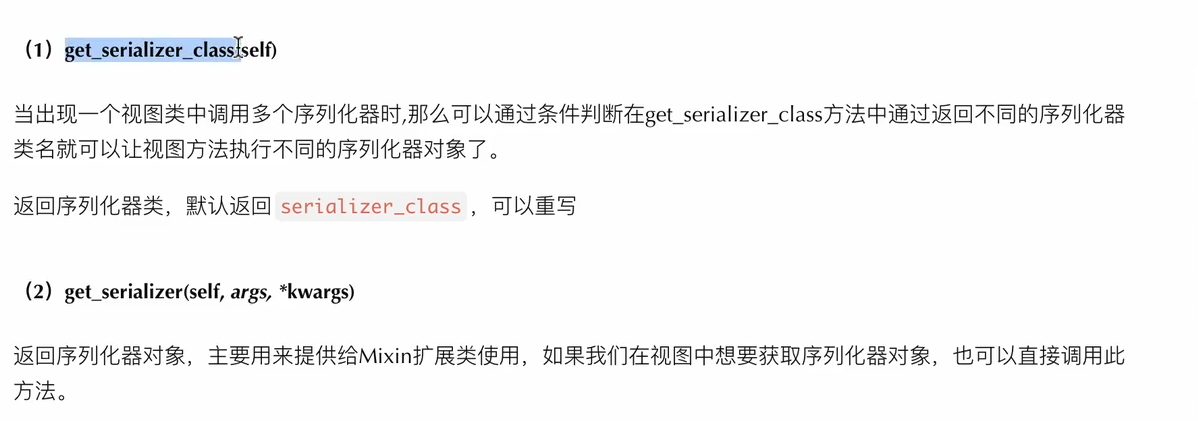 （1）get_serializer_class(self)
当出现一个视图类中调用多个序列化器时,那么可以通过条件判断在get_serializer_class方法中通过返回不同的序列化器
类名就可以让视图方法执行不同的序列化器对象了。
返回序列化器类，默认返回 serializer_class ，可以重写
（2）get_serializer(self, args, *kwargs)
返回序列化器对象，主要用来提供给Mixin扩展类使用，如果我们在视图中想要获取序列化器对象，也可以直接调用此
方法。